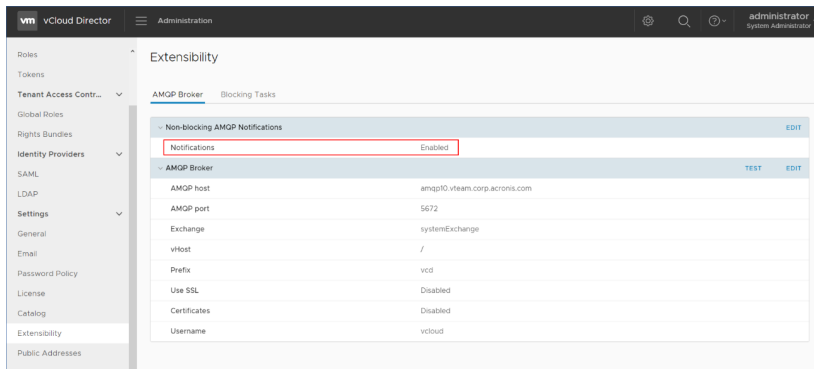 vm vCloud Director Administration administrator
System Administrator
Roles
Tokens
Tenant Access Contr...
Global Roles
Rights Bundles
Identity Providers
SAML
LDAP
Settings
General
Email
Password Policy
License
Catalog
Extensibility
Public Addresses
Extensibility
AMQP Broker Blocking Tasks
Non-blocking AMQP Notifications EDIT
Notifications Enabled
AMQP Broker TEST EDIT
AMQP host amqp10.vteam.corp.acronis.com
AMQP port 5672
Exchange systemExchange
vHost /
Prefix vcd
Use SSL Disabled
Certificates Disabled
Username vcloud